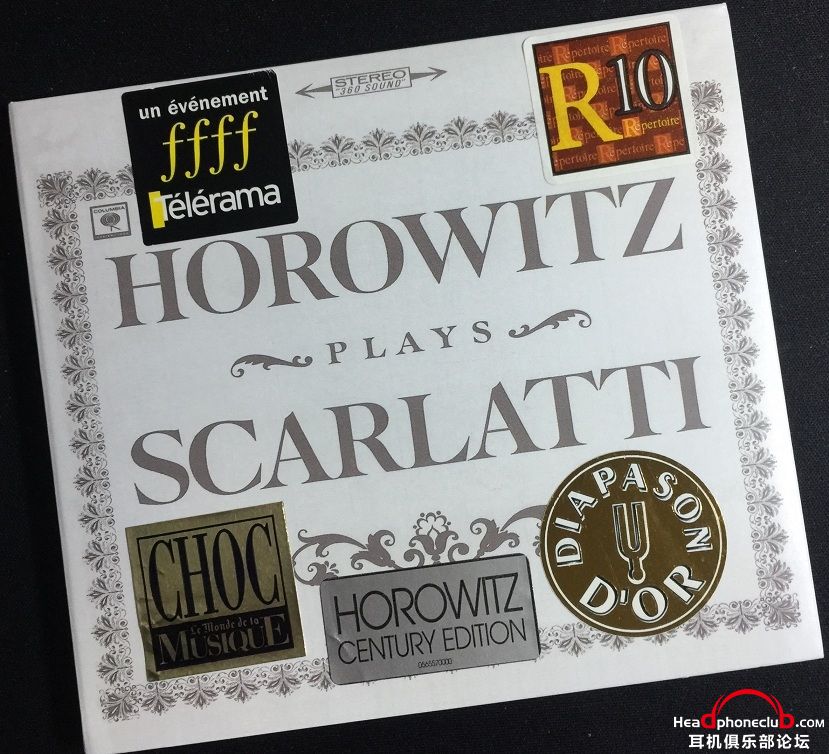 STEREO
"360 SOUND"
un événement
ffff
Télérama
Répertoire
R10
COLUMBIA
HOROWITZ
PLAYS
SCARLATTI
CHOC
Le Monde de la
MUSIQUE
HOROWITZ
CENTURY EDITION
DIAPASON
D'OR
Headphoneclub.com
耳机俱乐部论坛